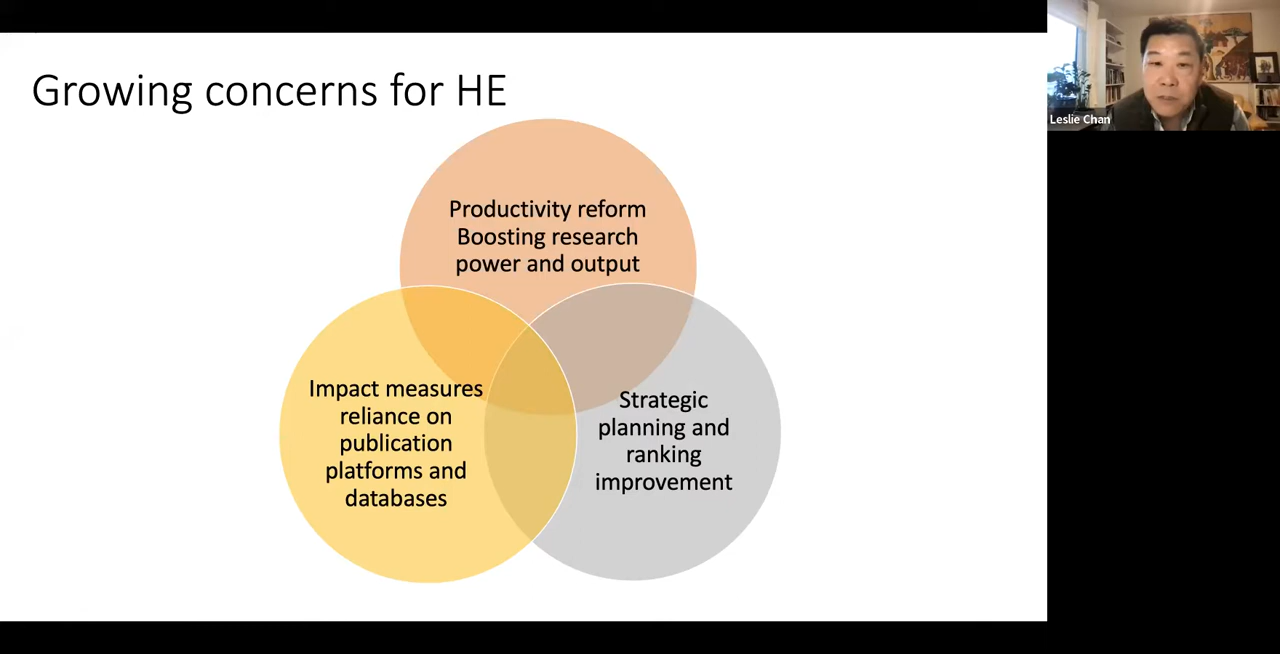 Growing concerns for HE
Leslie Chan
Productivity reform
Boosting research
power and output
Impact measures
reliance on
publication
platforms and
databases
Strategic
planning and
ranking
improvement